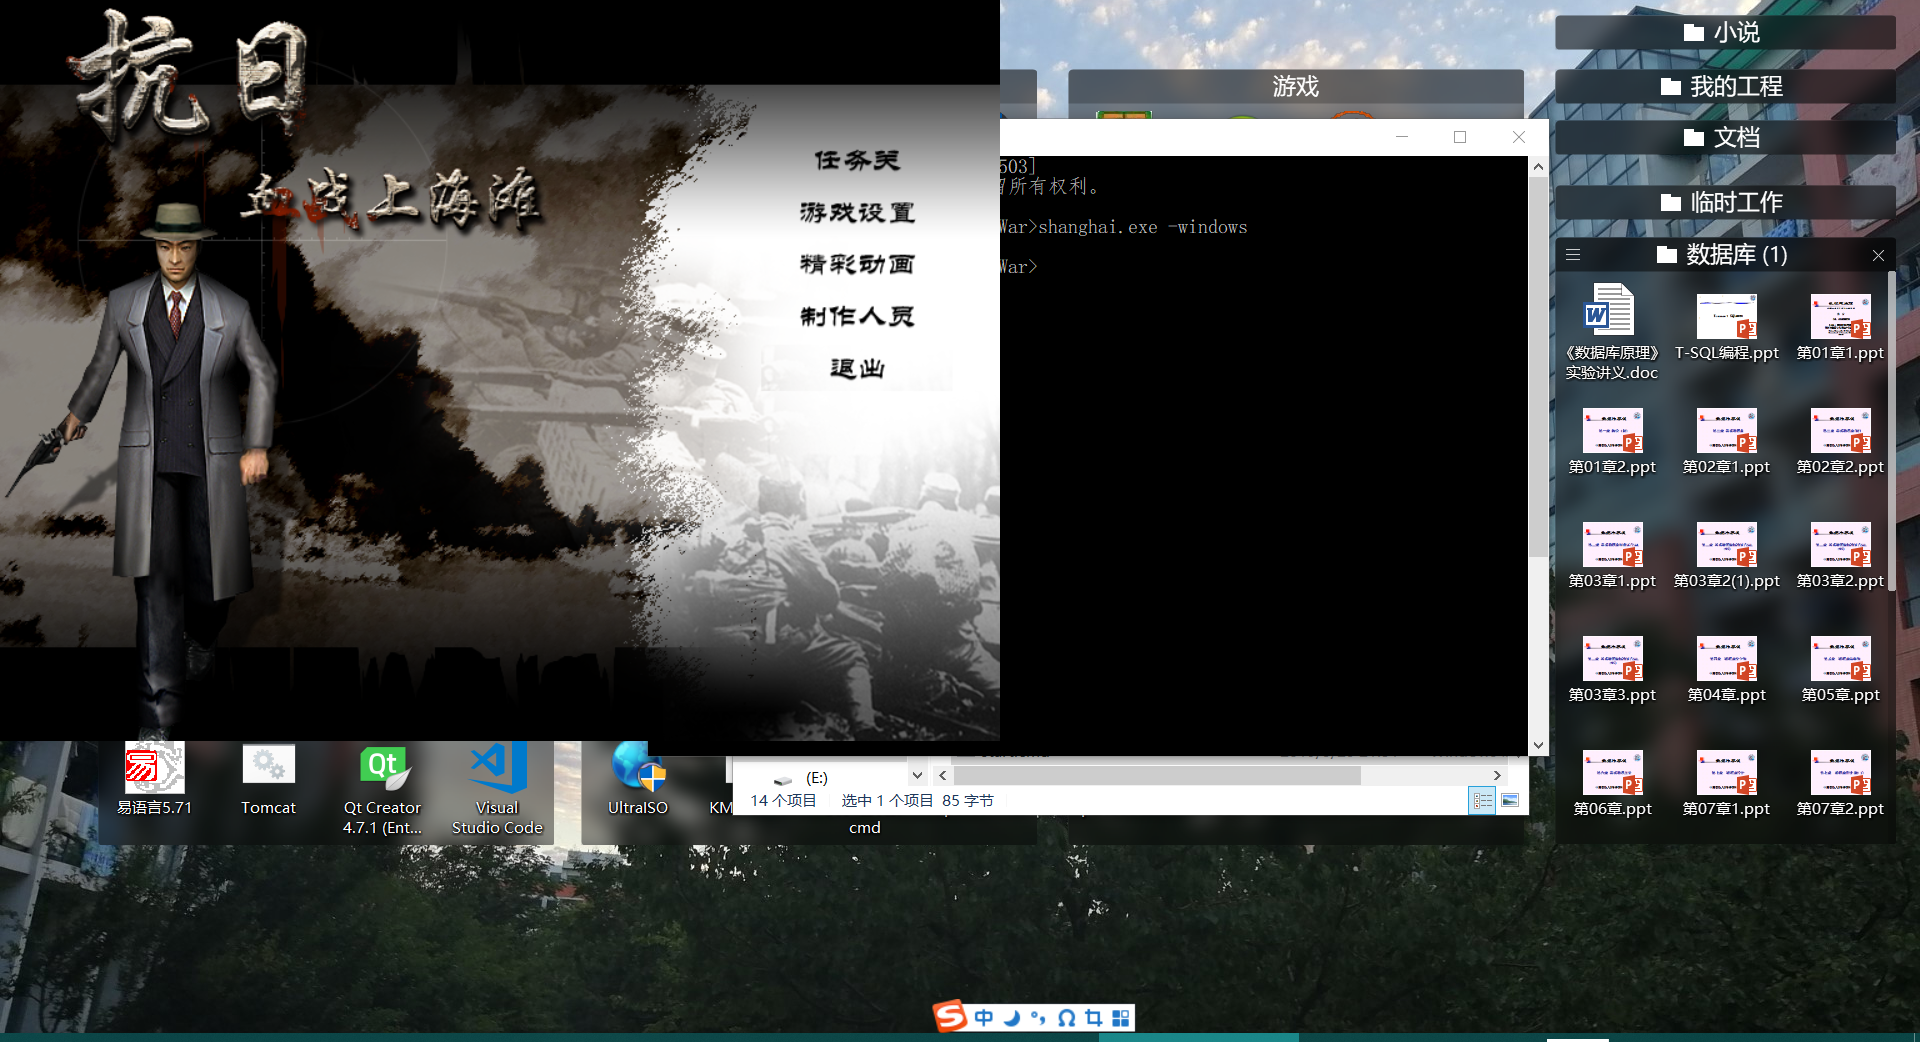 抗日
血战上海滩
任务关
游戏设置
精彩动画
制作人员
退出
游戏
503]
所有权利。
War>shanghai.exe -windows
War>
小说
我的工程
文档
临时工作
数据库 (1)
《数据库原理》
实验讲义.doc
T-SQL编程.ppt
第01章1.ppt
第01章2.ppt
第02章1.ppt
第02章2.ppt
第03章1.ppt
第03章2(1).ppt
第03章2.ppt
第03章3.ppt
第04章.ppt
第05章.ppt
第06章.ppt
第07章1.ppt
第07章2.ppt
(E:)
14 个项目 选中 1 个项目 85 字节
易语言5.71
Tomcat
Qt Creator
4.7.1 (Ent...
Visual
Studio Code
UltraISO
KM
cmd
中